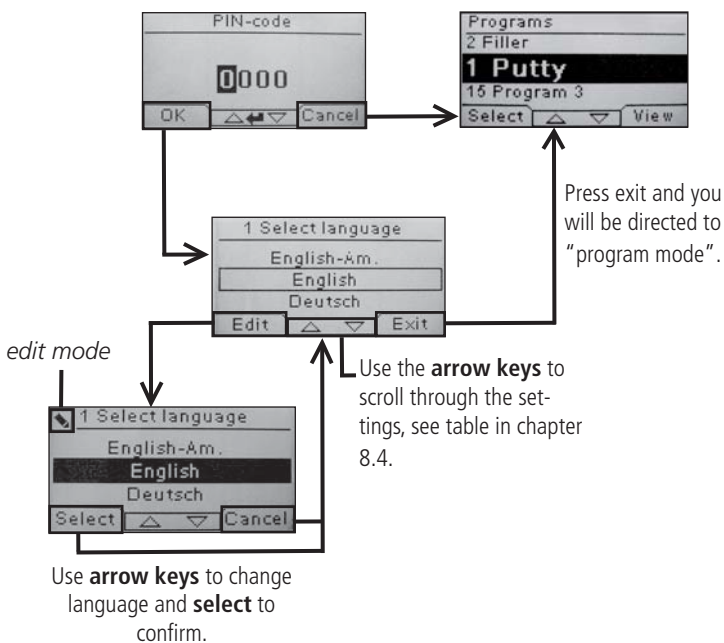 PIN-code
0000
OK
Cancel
Programs
2 Filler
1 Putty
15 Program 3
Select
View
Press exit and you
will be directed to
“program mode”.
1 Select language
English-Am.
English
Deutsch
Edit
Exit
Use the arrow keys to
scroll through the set-
tings, see table in chapter
8.4.
edit mode
1 Select language
English-Am.
English
Deutsch
Select
Cancel
Use arrow keys to change
language and select to
confirm.